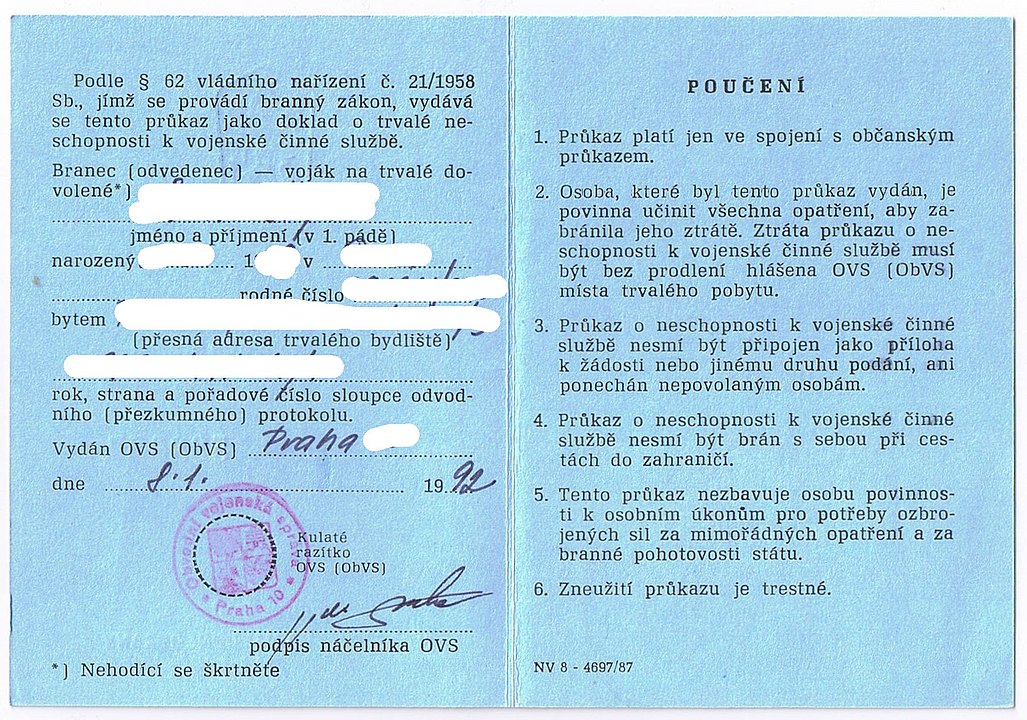 Podle § 62 vládního nařízení č. 21/1958
Sb., jímž se provádí branný zákon, vydává
se tento průkaz jako doklad o trvalé ne-
schopnosti k vojenské činné službě.
Branec (odvedenec) — voják na trvalé do-
volené*)
jméno a příjmení (v 1. pádě)
narozený 1 v
rodné číslo
bytem
(přesná adresa trvalého bydliště)
rok, strana a pořadové číslo sloupce odvod-
ního (přezkumného) protokolu.
Vydán OVS (ObVS) Praha
dne 8.1. 1992
Obvodní vojenská správa
Praha 10
Kulaté
razítko
OVS (ObVS)
podpis náčelníka OVS
*) Nehodící se škrtněte
POUČENÍ
1. Průkaz platí jen ve spojení s občanským
průkazem.
2. Osoba, které byl tento průkaz vydán, je
povinna učinit všechna opatření, aby za-
bránila jeho ztrátě. Ztráta průkazu o ne-
schopnosti k vojenské činné službě musí
být bez prodlení hlášena OVS (ObVS)
místa trvalého pobytu.
3. Průkaz o neschopnosti k vojenské činné
službě nesmí být připojen jako příloha
k žádosti nebo jinému druhu podání, ani
ponechán nepovolaným osobám.
4. Průkaz o neschopnosti k vojenské činné
službě nesmí být brán s sebou při ces-
tách do zahraničí.
5. Tento průkaz nezbavuje osobu povinnos-
ti k osobním úkonům pro potřeby ozbro-
jených sil za mimořádných opatření a za
branné pohotovosti státu.
6. Zneužití průkazu je trestné.
NV 8 - 4697/87